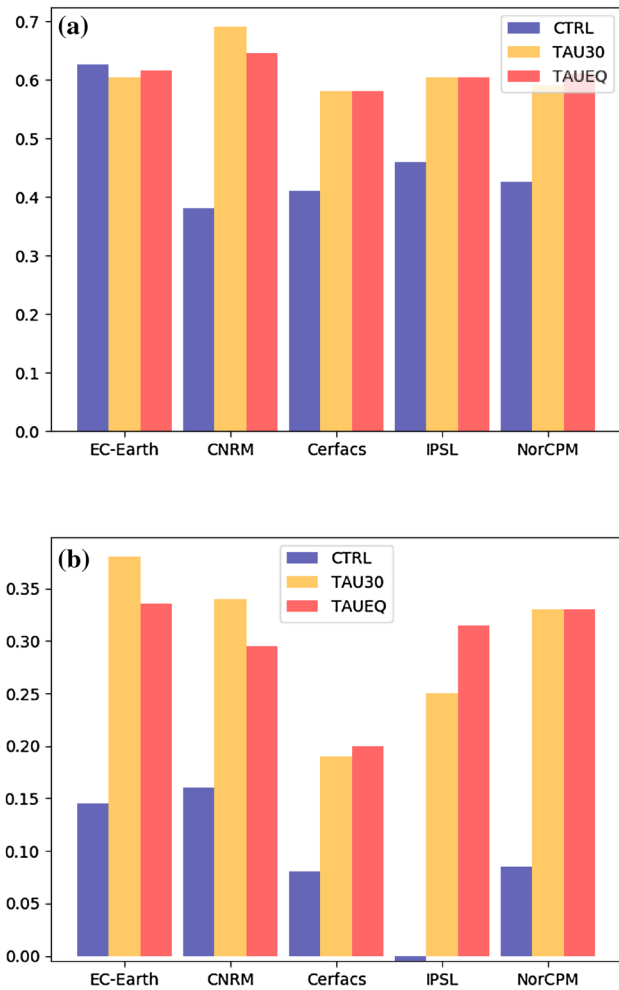 (a)
CTRL
TAU30
TAUEQ
0.7
0.6
0.5
0.4
0.3
0.2
0.1
0.0
EC-Earth CNRM Cerfacs IPSL NorCPM
(b)
CTRL
TAU30
TAUEQ
0.35
0.30
0.25
0.20
0.15
0.10
0.05
0.00
EC-Earth CNRM Cerfacs IPSL NorCPM